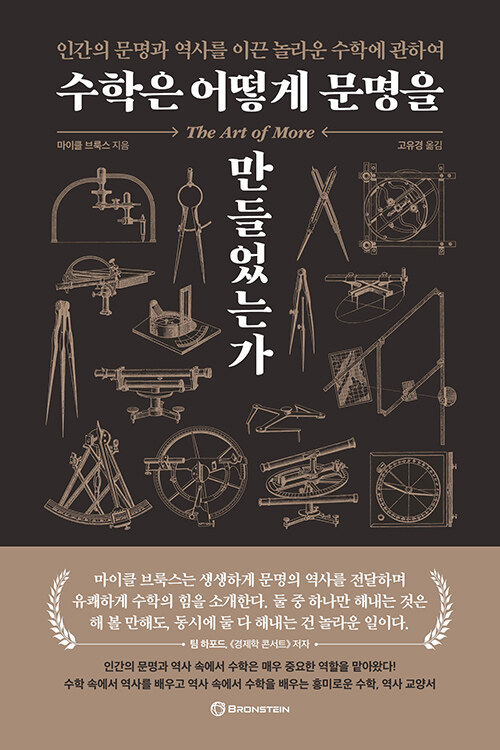 인간의 문명과 역사를 이끈 놀라운 수학에 관하여
수학은 어떻게 문명을
The Art of More
마이클 브룩스 지음
고유경 옮김
만들었는가
마이클 브룩스는 생생하게 문명의 역사를 전달하며
유쾌하게 수학의 힘을 소개한다. 둘 중 하나만 해내는 것은
해 볼 만해도, 동시에 둘 다 해내는 건 놀라운 일이다.
팀 하포드, 《경제학 콘서트》 저자
인간의 문명과 역사 속에서 수학은 매우 중요한 역할을 맡아왔다!
수학 속에서 역사를 배우고 역사 속에서 수학을 배우는 흥미로운 수학, 역사 교양서
BRONSTEIN